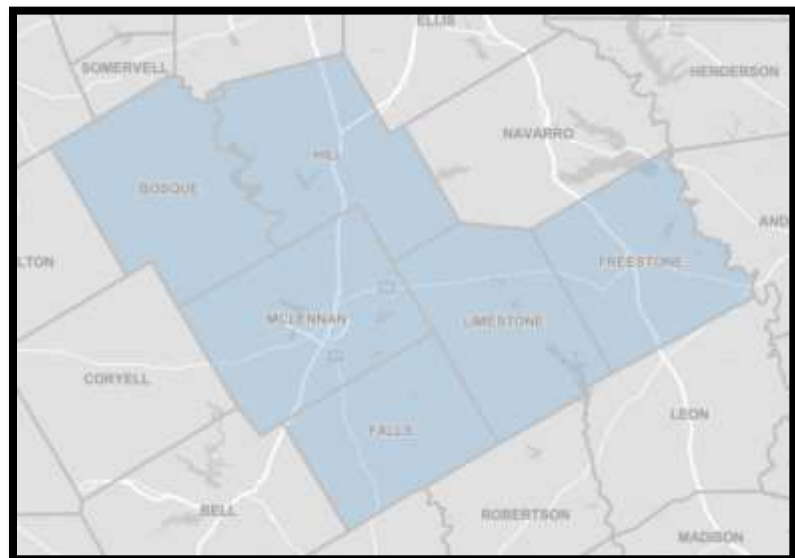 ELLIS
SOMERVELL
HENDERSON
NAVARRO
HILL
BOSQUE
AND
LTON
FREESTONE
MCLENNAN
LIMESTONE
CORYELL
LEON
FALLS
BELL
ROBERTSON
MADISON